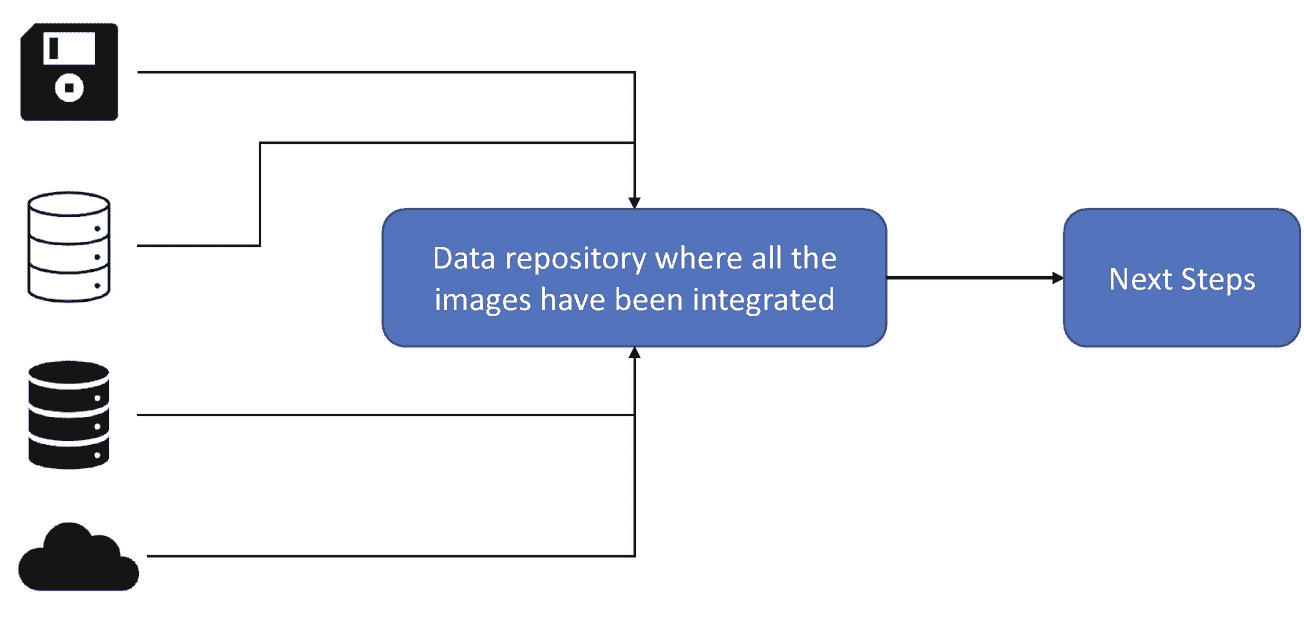 Data repository where all the
images have been integrated
Next Steps